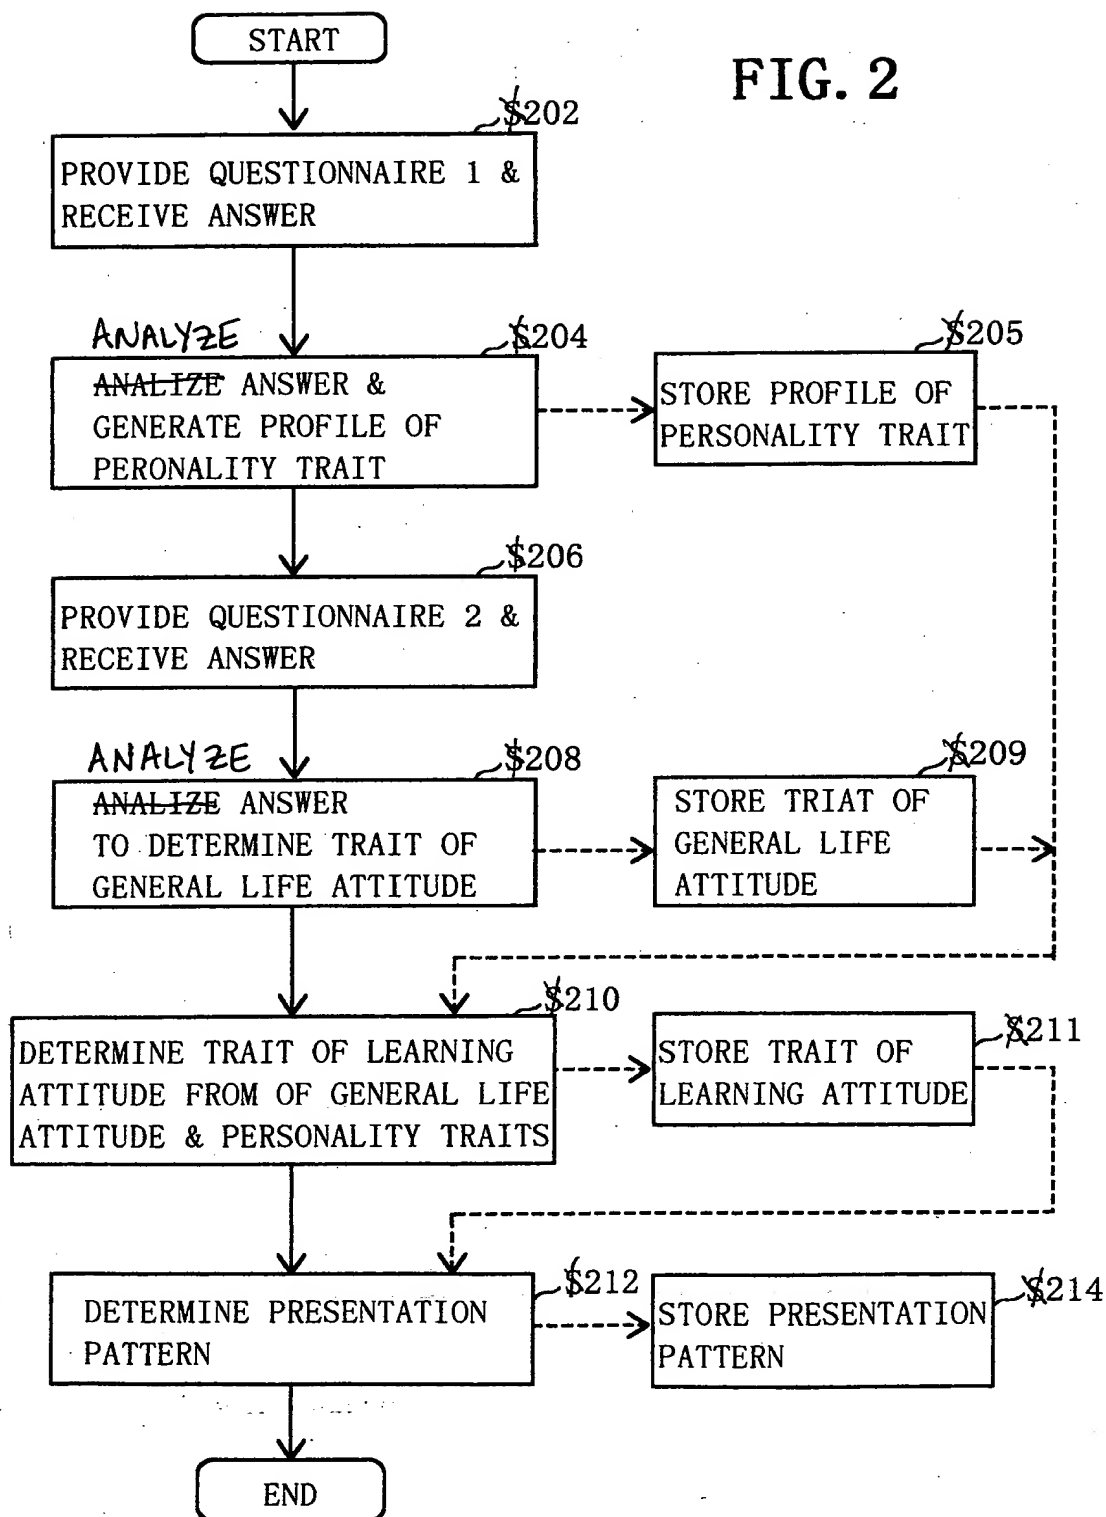 START
FIG. 2
S202
PROVIDE QUESTIONNAIRE 1 &
RECEIVE ANSWER
ANALYZE
S204
ANALIZE ANSWER &
GENERATE PROFILE OF
PERONALITY TRAIT
S205
STORE PROFILE OF
PERSONALITY TRAIT
S206
PROVIDE QUESTIONNAIRE 2 &
RECEIVE ANSWER
ANALYZE
S208
ANALIZE ANSWER
TO DETERMINE TRAIT OF
GENERAL LIFE ATTITUDE
S209
STORE TRIAT OF
GENERAL LIFE
ATTITUDE
S210
DETERMINE TRAIT OF LEARNING
ATTITUDE FROM OF GENERAL LIFE
ATTITUDE & PERSONALITY TRAITS
S211
STORE TRAIT OF
LEARNING ATTITUDE
S212
DETERMINE PRESENTATION
PATTERN
S214
STORE PRESENTATION
PATTERN
END